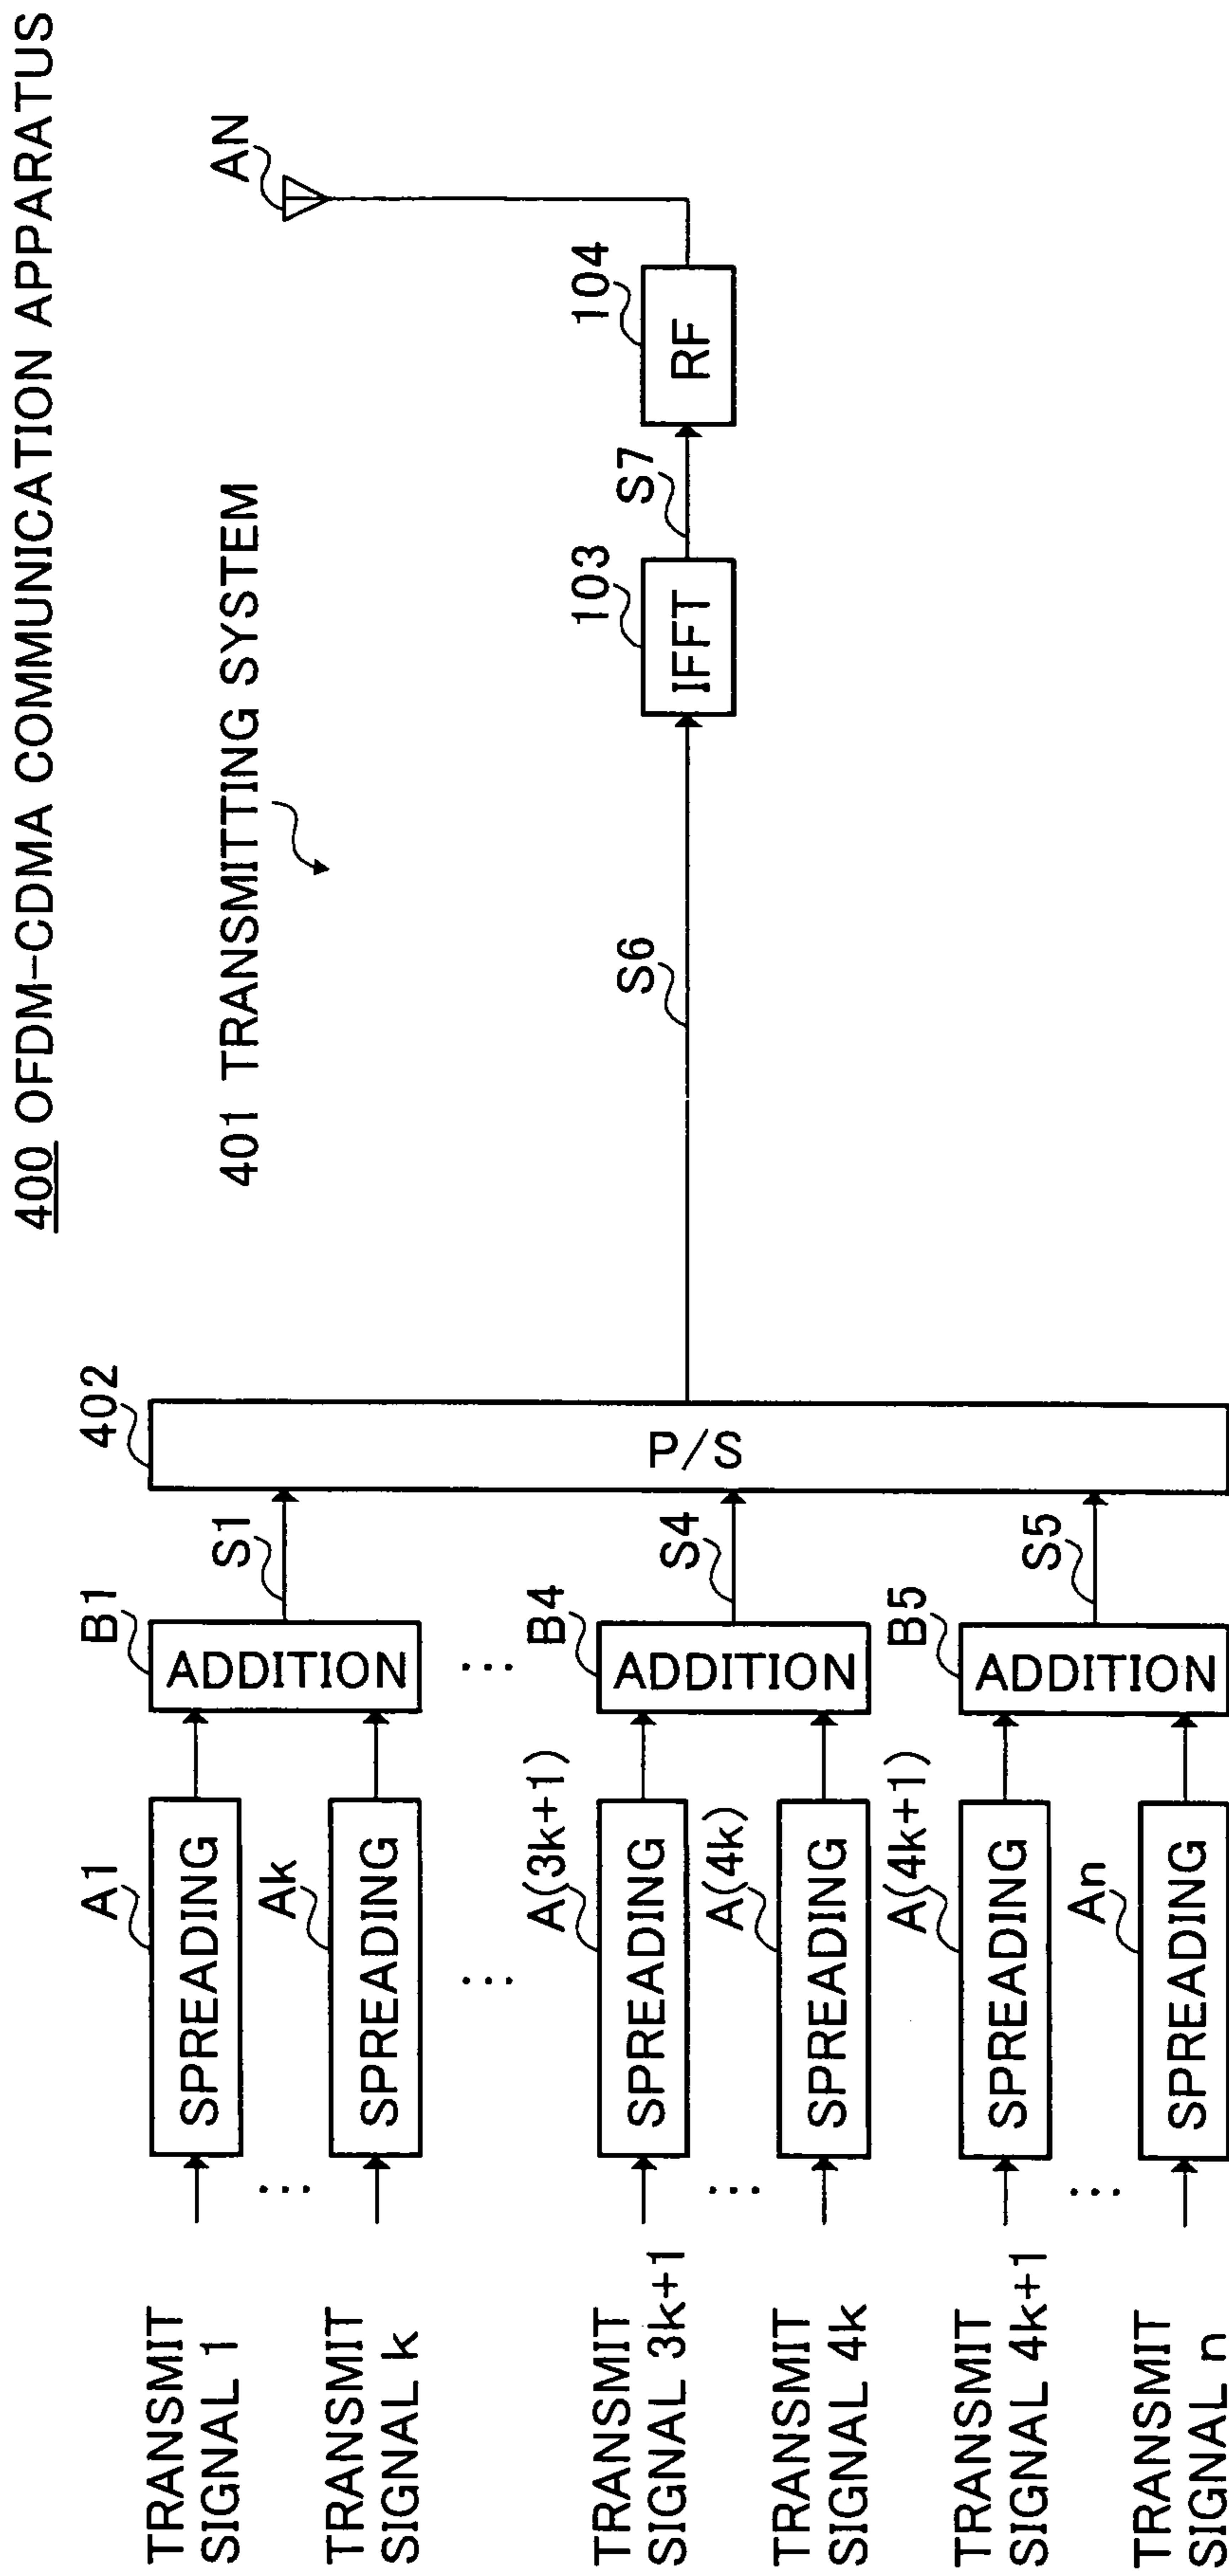 400 OFDM-CDMA COMMUNICATION APPARATUS
401 TRANSMITTING SYSTEM
AN
TRANSMIT
SIGNAL 1
A1
SPREADING
B1
ADDITION
S1
402
P/S
S6
103
IFFT
S7
104
RF
...
TRANSMIT
SIGNAL k
Ak
SPREADING
...
...
TRANSMIT
SIGNAL 3k+1
A(3k+1)
SPREADING
B4
ADDITION
S4
...
TRANSMIT
SIGNAL 4k
A(4k)
SPREADING
TRANSMIT
SIGNAL 4k+1
A(4k+1)
SPREADING
B5
ADDITION
S5
...
TRANSMIT
SIGNAL n
An
SPREADING